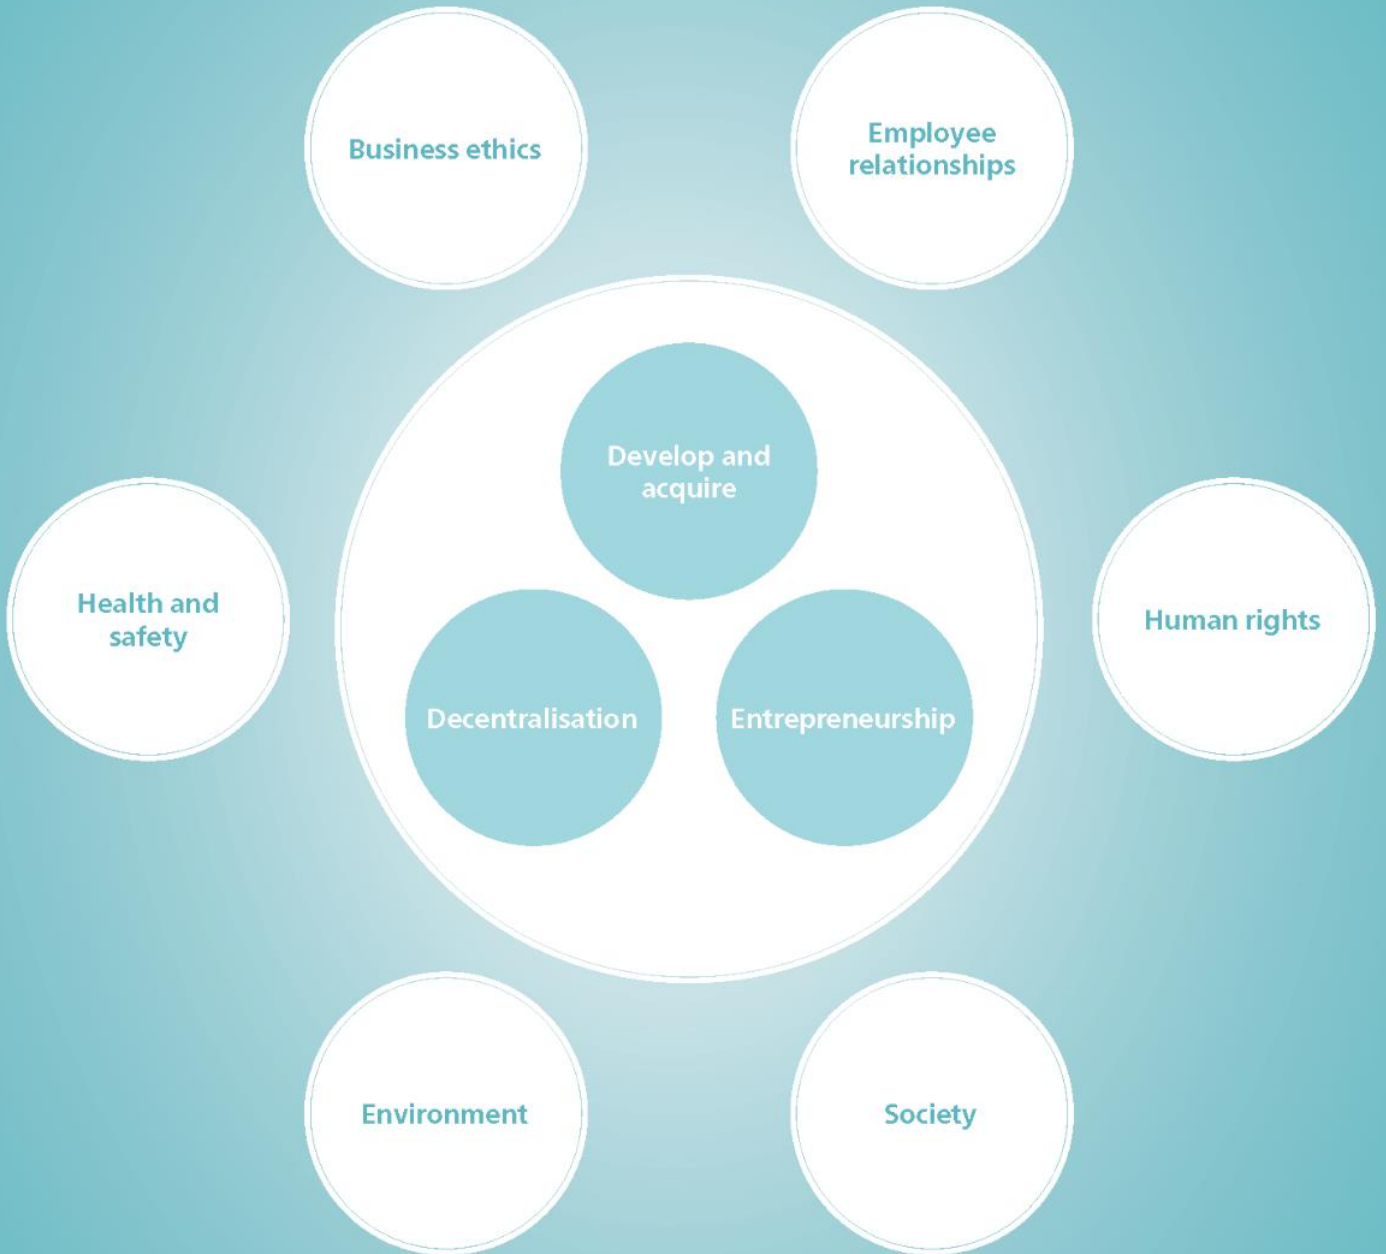 Business ethics
Employee
relationships
Develop and
acquire
Health and
safety
Human rights
Decentralisation
Entrepreneurship
Environment
Society